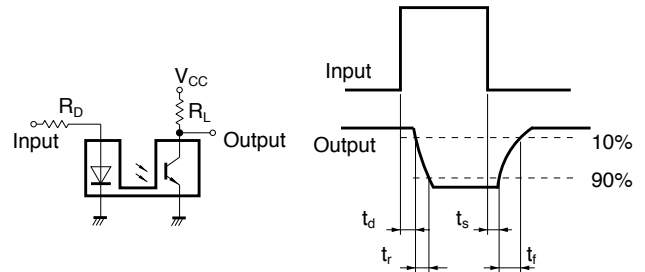 V_CC
R_D
R_L
Input
Output
Input
Output
10%
90%
t_d
t_s
t_r
t_f